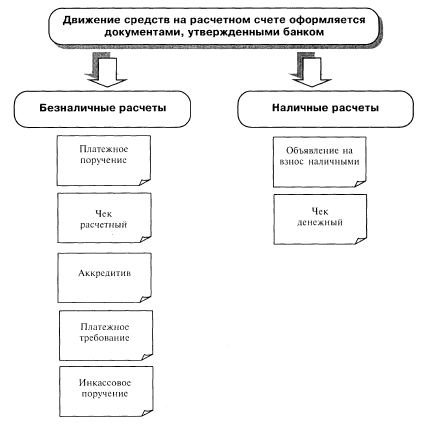 Движение средств на расчетном счете оформляется
документами, утвержденными банком
Безналичные расчеты
Наличные расчеты
Платежное
поручение
Чек
расчетный
Аккредитив
Платежное
требование
Инкассовое
поручение
Объявление на
взнос наличными
Чек
денежный